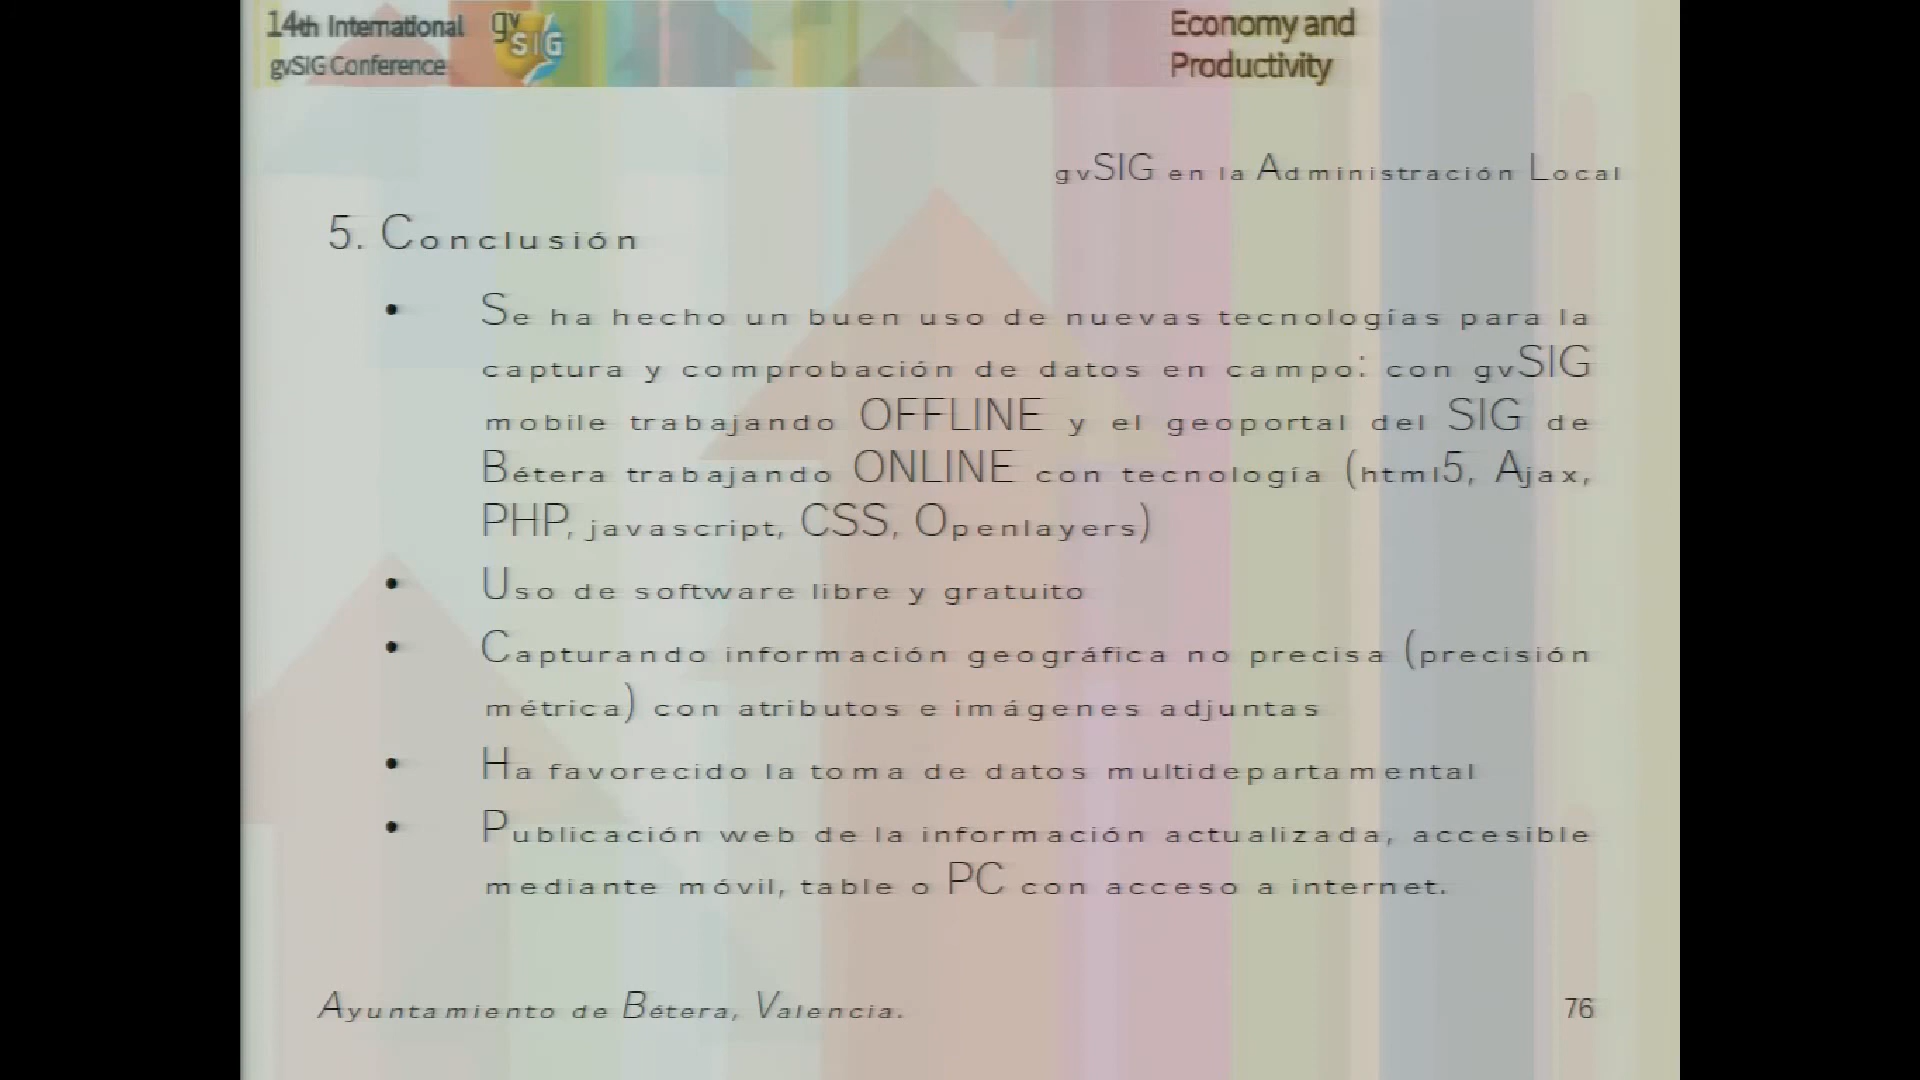 14th International
gvSIG Conference
gv
SIG
Economy and
Productivity
gvSIG en la Administración Local
5. Conclusión
• Se ha hecho un buen uso de nuevas tecnologías para la
captura y comprobación de datos en campo: con gvSIG
mobile trabajando OFFLINE y el geoportal del SIG de
Bétera trabajando ONLINE con tecnología (html5, Ajax,
PHP, javascript, CSS, Openlayers)
• Uso de software libre y gratuito
• Capturando información geográfica no precisa (precisión
métrica) con atributos e imágenes adjuntas
• Ha favorecido la toma de datos multidepartamental
• Publicación web de la información actualizada, accesible
mediante móvil, table o PC con acceso a internet.
Ayuntamiento de Bétera, Valencia.
76